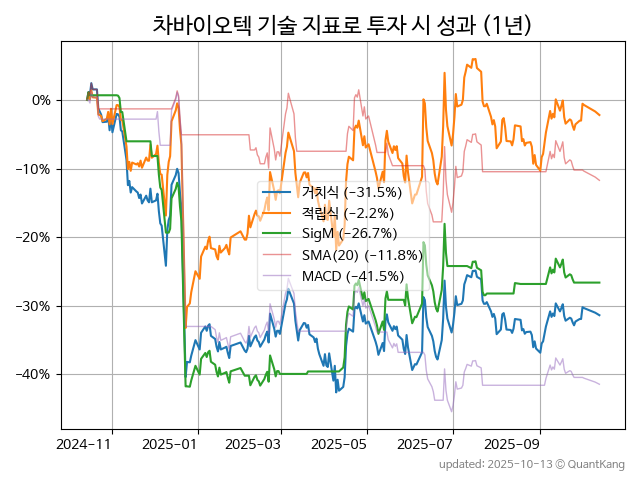 차바이오텍 기술 지표로 투자 시 성과 (1년)
0%
−10%
−20%
−30%
−40%
거치식 (−31.5%)
적립식 (−2.2%)
SigM (−26.7%)
SMA(20) (−11.8%)
MACD (−41.5%)
2024−11 2025−01 2025−03 2025−05 2025−07 2025−09
updated: 2025-10-13 © QuantKang